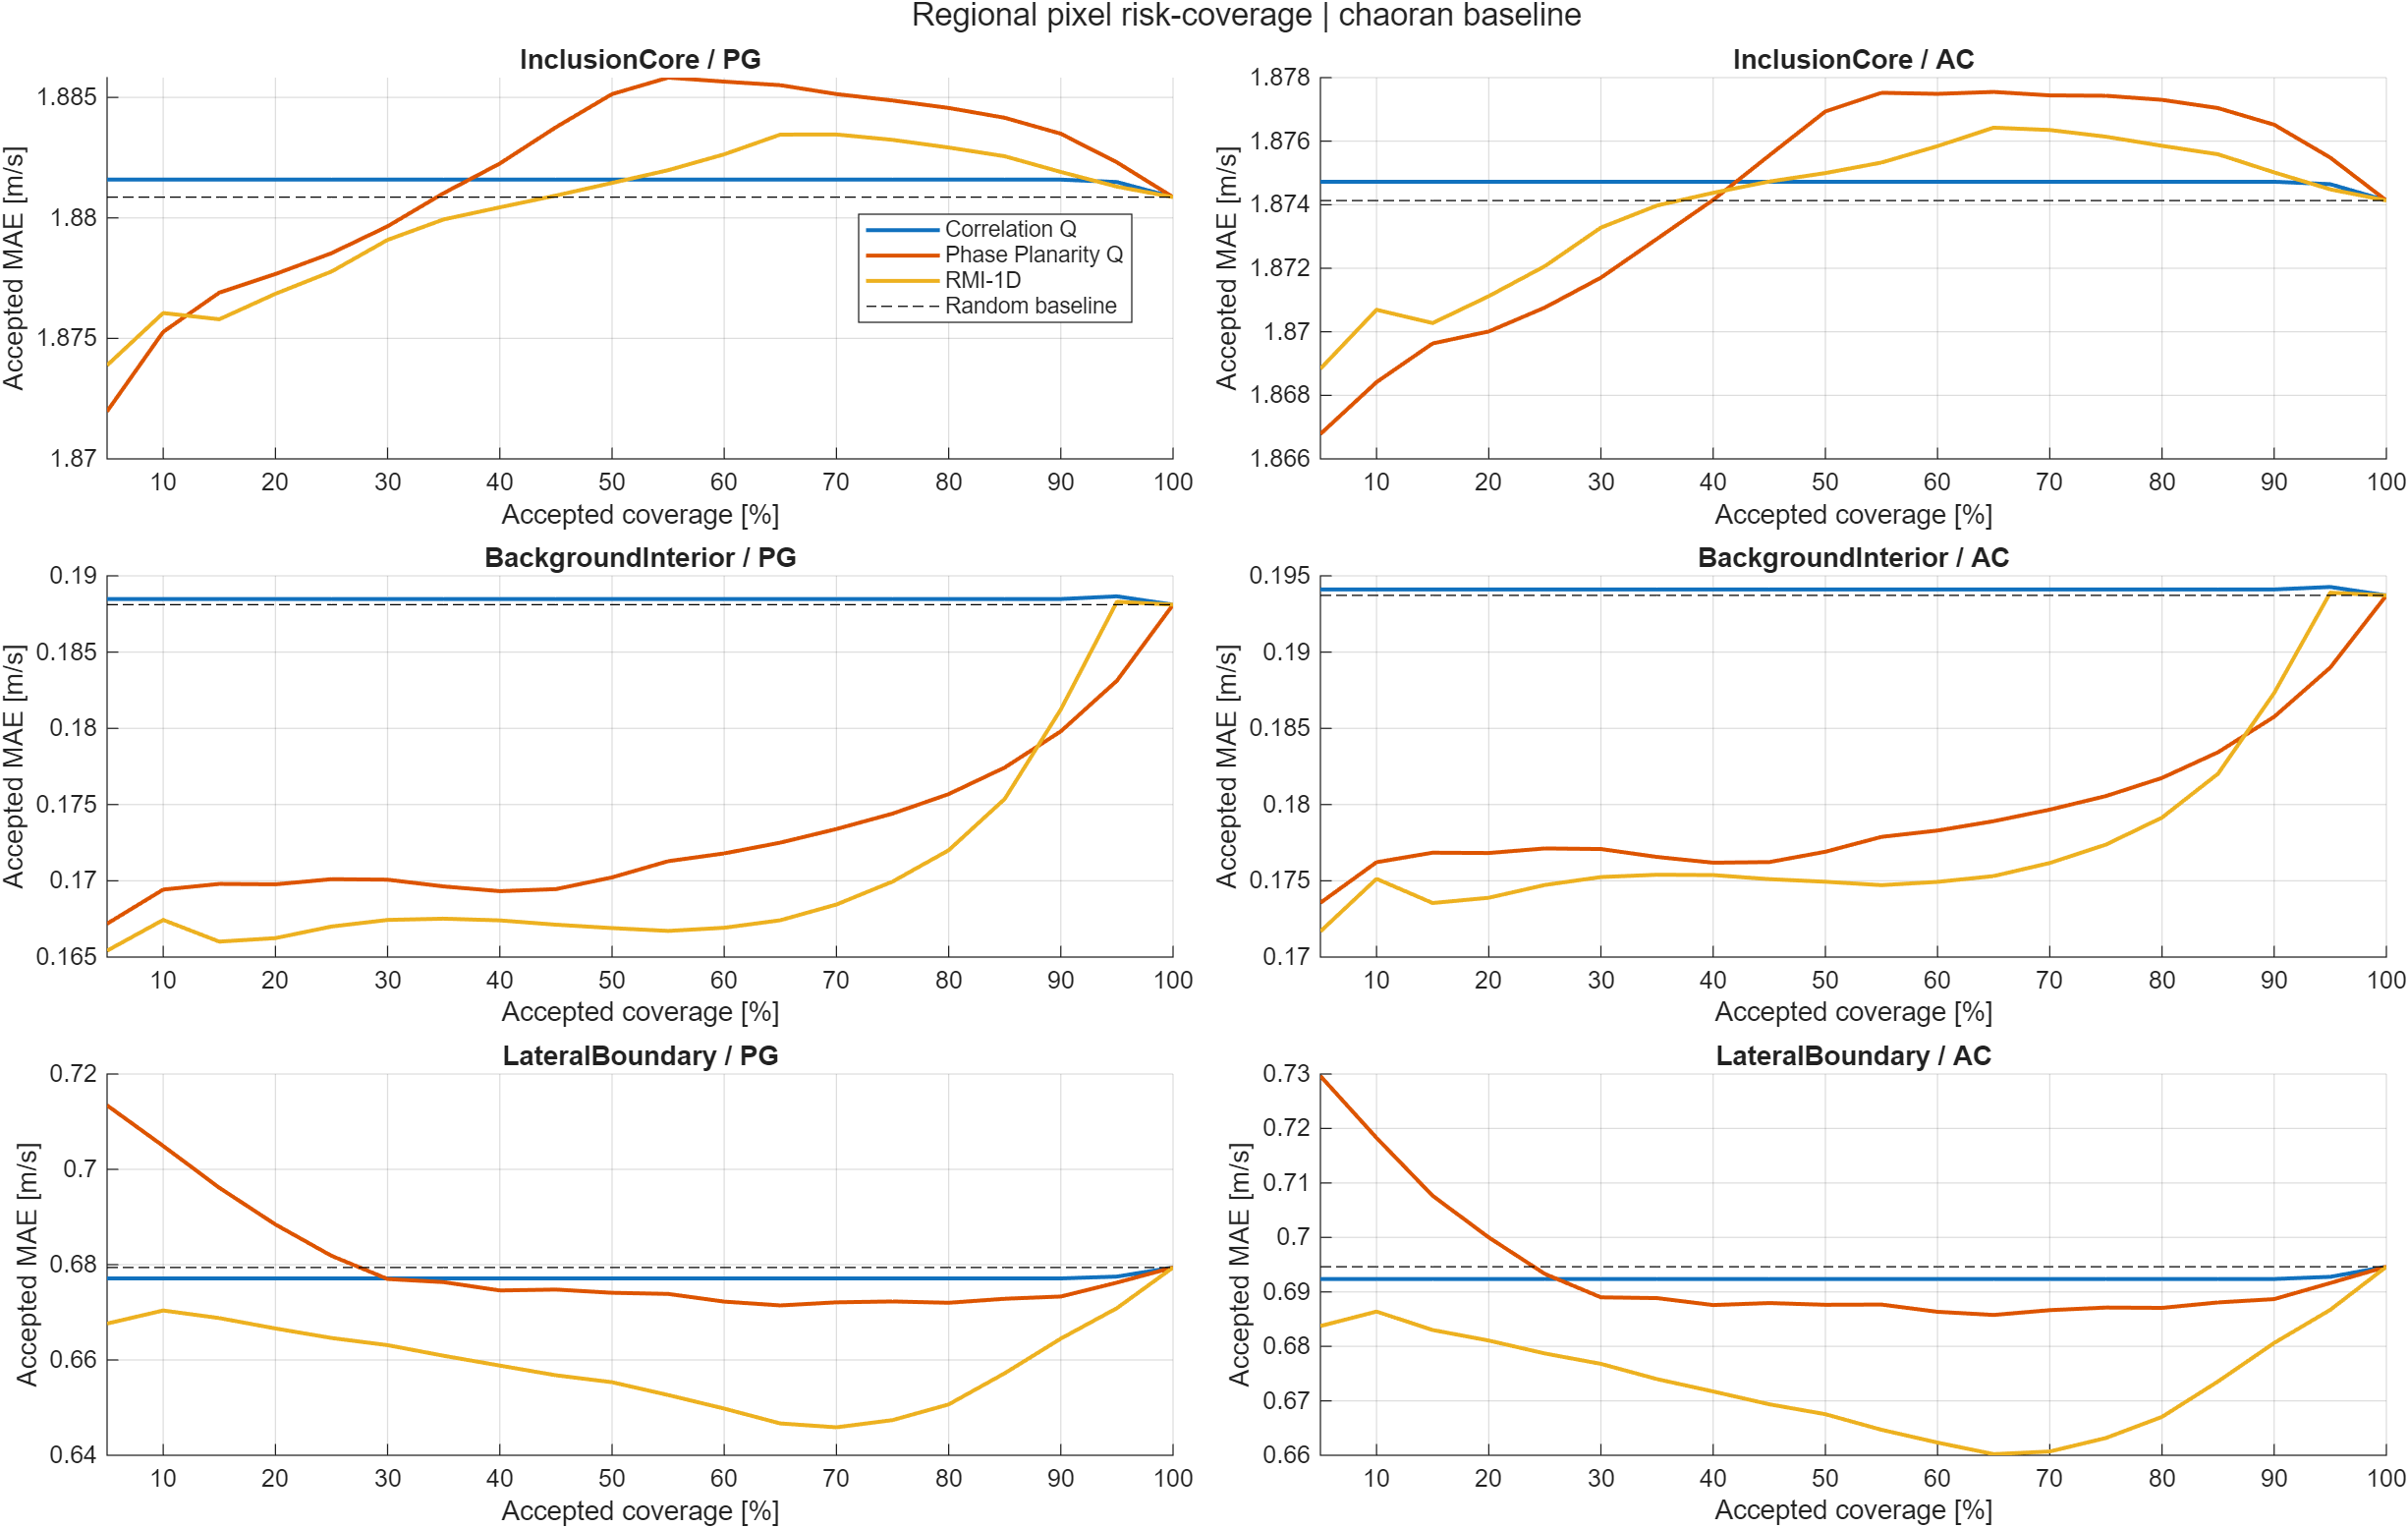 Regional pixel risk-coverage | chaoran baseline
InclusionCore / PG
Accepted MAE [m/s]
1.885
1.88
1.875
1.87
10 20 30 40 50 60 70 80 90 100
Accepted coverage [%]
Correlation Q
Phase Planarity Q
RMI-1D
Random baseline
InclusionCore / AC
Accepted MAE [m/s]
1.878
1.876
1.874
1.872
1.87
1.868
1.866
10 20 30 40 50 60 70 80 90 100
Accepted coverage [%]
BackgroundInterior / PG
Accepted MAE [m/s]
0.19
0.185
0.18
0.175
0.17
0.165
10 20 30 40 50 60 70 80 90 100
Accepted coverage [%]
BackgroundInterior / AC
Accepted MAE [m/s]
0.195
0.19
0.185
0.18
0.175
0.17
10 20 30 40 50 60 70 80 90 100
Accepted coverage [%]
LateralBoundary / PG
Accepted MAE [m/s]
0.72
0.7
0.68
0.66
0.64
10 20 30 40 50 60 70 80 90 100
Accepted coverage [%]
LateralBoundary / AC
Accepted MAE [m/s]
0.73
0.72
0.71
0.7
0.69
0.68
0.67
0.66
10 20 30 40 50 60 70 80 90 100
Accepted coverage [%]